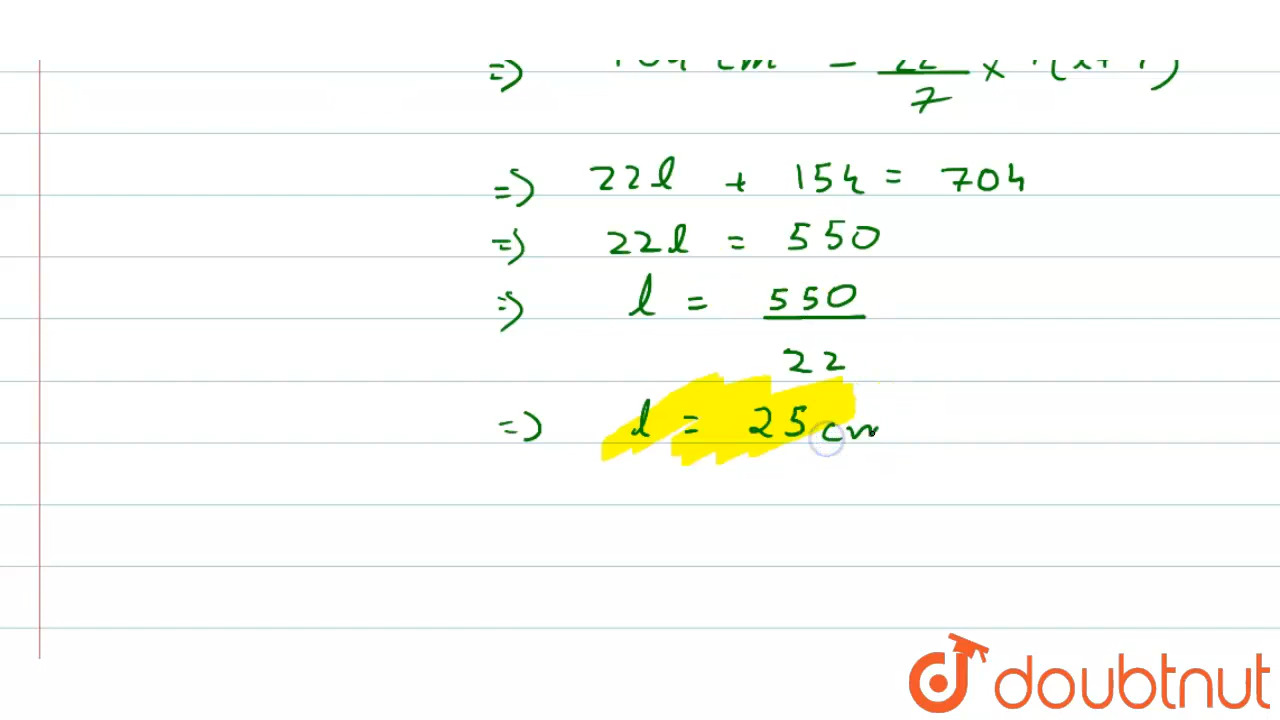 => 22l + 154 = 704
=> 22l = 550
=> l = 550
22
=> l = 25 cm
doubtnut